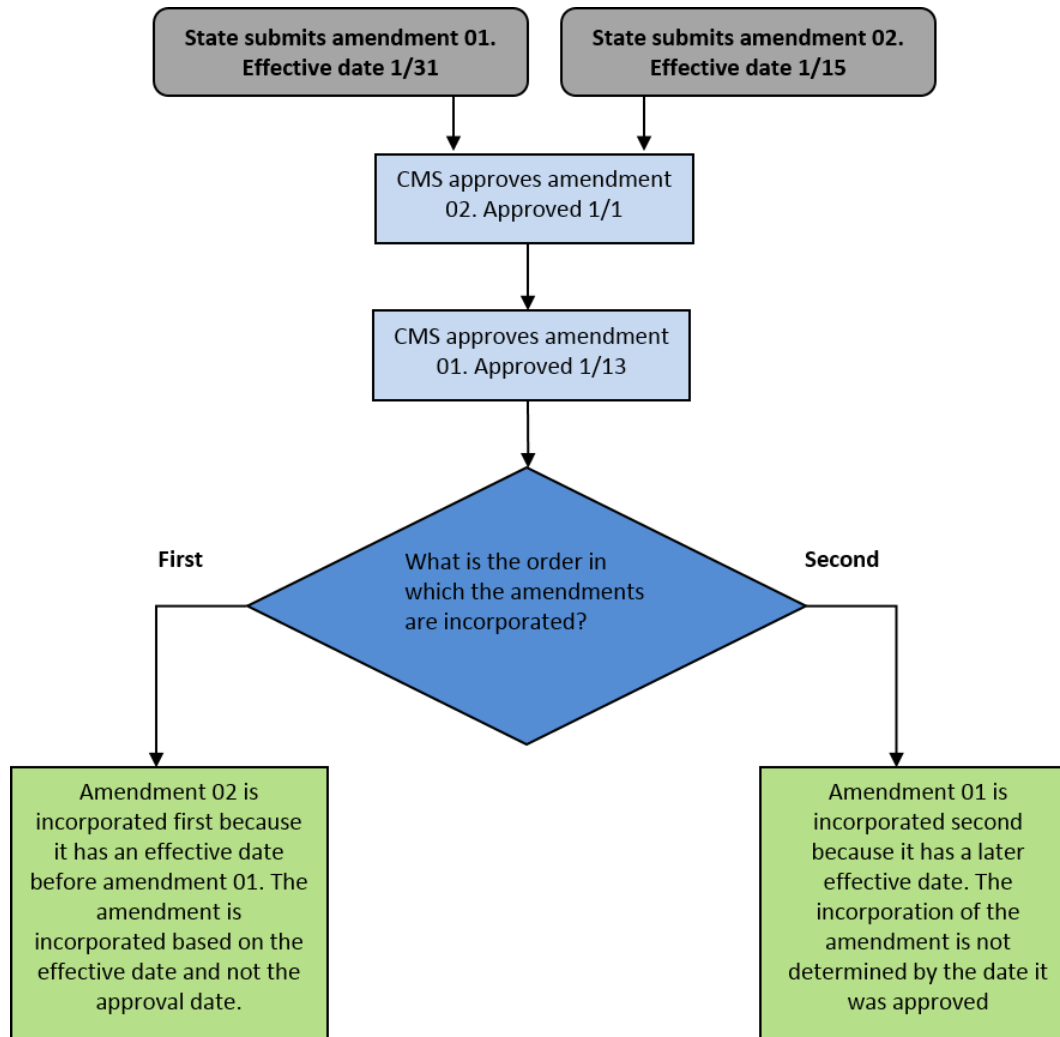 State submits amendment 01.
Effective date 1/31
State submits amendment 02.
Effective date 1/15
CMS approves amendment
02. Approved 1/1
CMS approves amendment
01. Approved 1/13
What is the order in
which the amendments
are incorporated?
First
Second
Amendment 02 is
incorporated first because
it has an effective date
before amendment 01. The
amendment is
incorporated based on the
effective date and not the
approval date.
Amendment 01 is
incorporated second
because it has a later
effective date. The
incorporation of the
amendment is not
determined by the date it
was approved